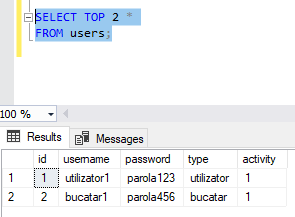 SELECT TOP 2 *
FROM users;
100 %
Results Messages
id username password type activity
1 1 utilizator1 parola123 utilizator 1
2 2 bucatar1 parola456 bucatar 1